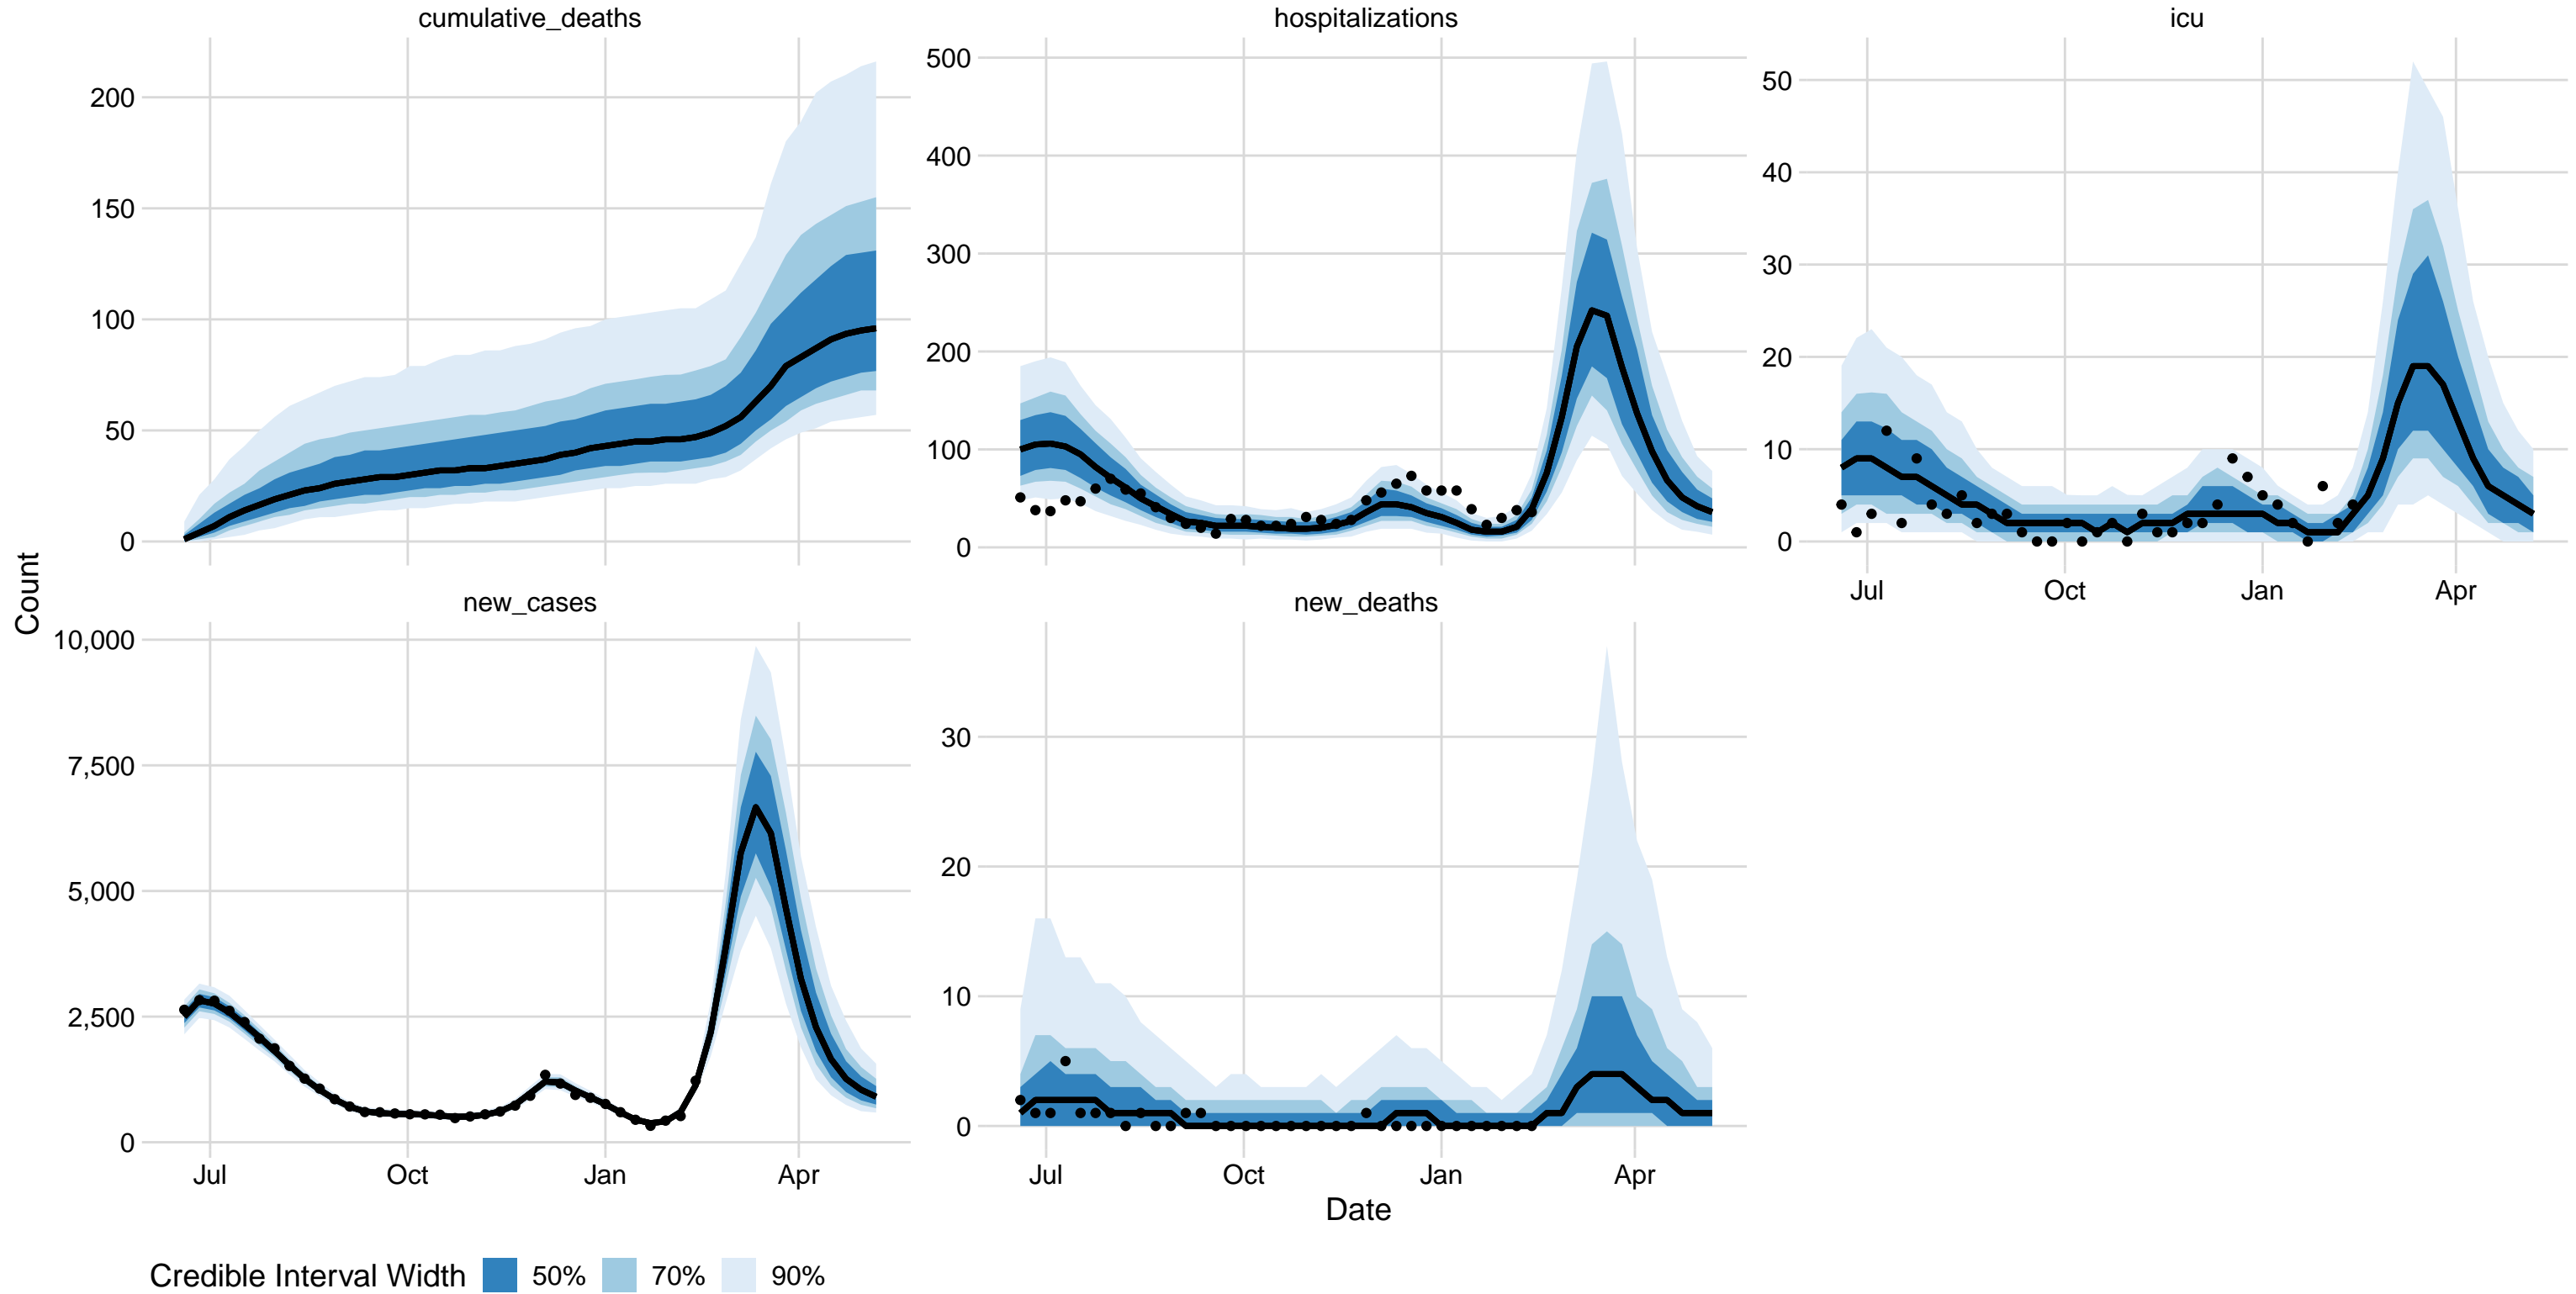 cumulative_deaths
hospitalizations
icu
200
150
100
50
0
500
400
300
200
100
0
50
40
30
20
10
0
Jul
Oct
Jan
Apr
Count
new_cases
new_deaths
10,000
7,500
5,000
2,500
0
Jul
Oct
Jan
Apr
30
20
10
0
Jul
Oct
Jan
Apr
Date
Credible Interval Width 50% 70% 90%